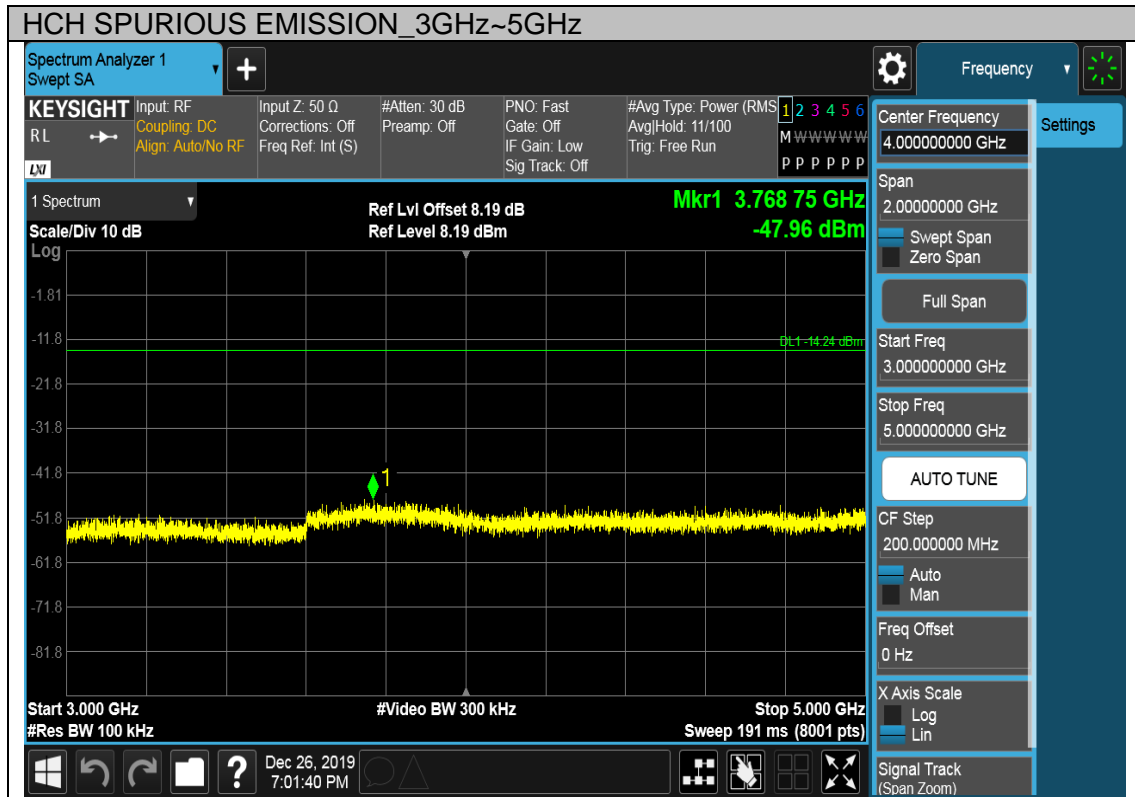 HCH SPURIOUS EMISSION_3GHz~5GHz
Spectrum Analyzer 1
Swept SA
Frequency
KEYSIGHT
RL
LXI
Input: RF
Coupling: DC
Align: Auto/No RF
Input Z: 50 Ω
Corrections: Off
Freq Ref: Int (S)
#Atten: 30 dB
Preamp: Off
PNO: Fast
Gate: Off
IF Gain: Low
Sig Track: Off
#Avg Type: Power (RMS
Avg|Hold: 11/100
Trig: Free Run
1 2 3 4 5 6
M W W W W W
P P P P P P
1 Spectrum
Scale/Div 10 dB
Ref Lvl Offset 8.19 dB
Ref Level 8.19 dBm
Mkr1 3.768 75 GHz
-47.96 dBm
Log
-1.81
-11.8
DL1 -14.24 dBm
-21.8
-31.8
-41.8
1
-51.8
-61.8
-71.8
-81.8
Start 3.000 GHz
#Res BW 100 kHz
#Video BW 300 kHz
Stop 5.000 GHz
Sweep 191 ms (8001 pts)
Dec 26, 2019
7:01:40 PM
Center Frequency
4.000000000 GHz
Settings
Span
2.00000000 GHz
Swept Span
Zero Span
Full Span
Start Freq
3.000000000 GHz
Stop Freq
5.000000000 GHz
AUTO TUNE
CF Step
200.000000 MHz
Auto
Man
Freq Offset
0 Hz
X Axis Scale
Log
Lin
Signal Track
(Span Zoom)